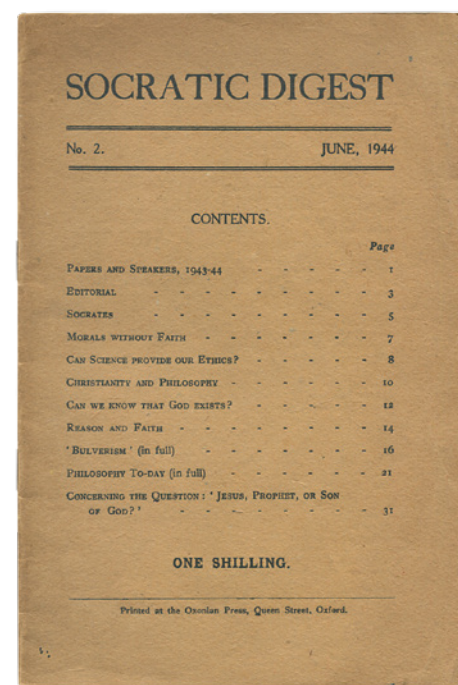 SOCRATIC DIGEST
No. 2. JUNE, 1944
CONTENTS.
Page
PAPERS AND SPEAKERS, 1943-44 - - - - - 1
EDITORIAL - - - - - - - - - 3
SOCRATES - - - - - - - - - 5
MORALS WITHOUT FAITH - - - - - - - 7
CAN SCIENCE PROVIDE OUR ETHICS? - - - - - 8
CHRISTIANITY AND PHILOSOPHY - - - - - - 10
CAN WE KNOW THAT GOD EXISTS? - - - - - 12
REASON AND FAITH - - - - - - - - 14
'BULVERISM' (in full) - - - - - - - 16
PHILOSOPHY TO-DAY (in full) - - - - - - 21
CONCERNING THE QUESTION: 'JESUS, PROPHET, OR SON
OF GOD?' - - - - - - - - 31
ONE SHILLING.
Printed at the Oxonian Press, Queen Street, Oxford.